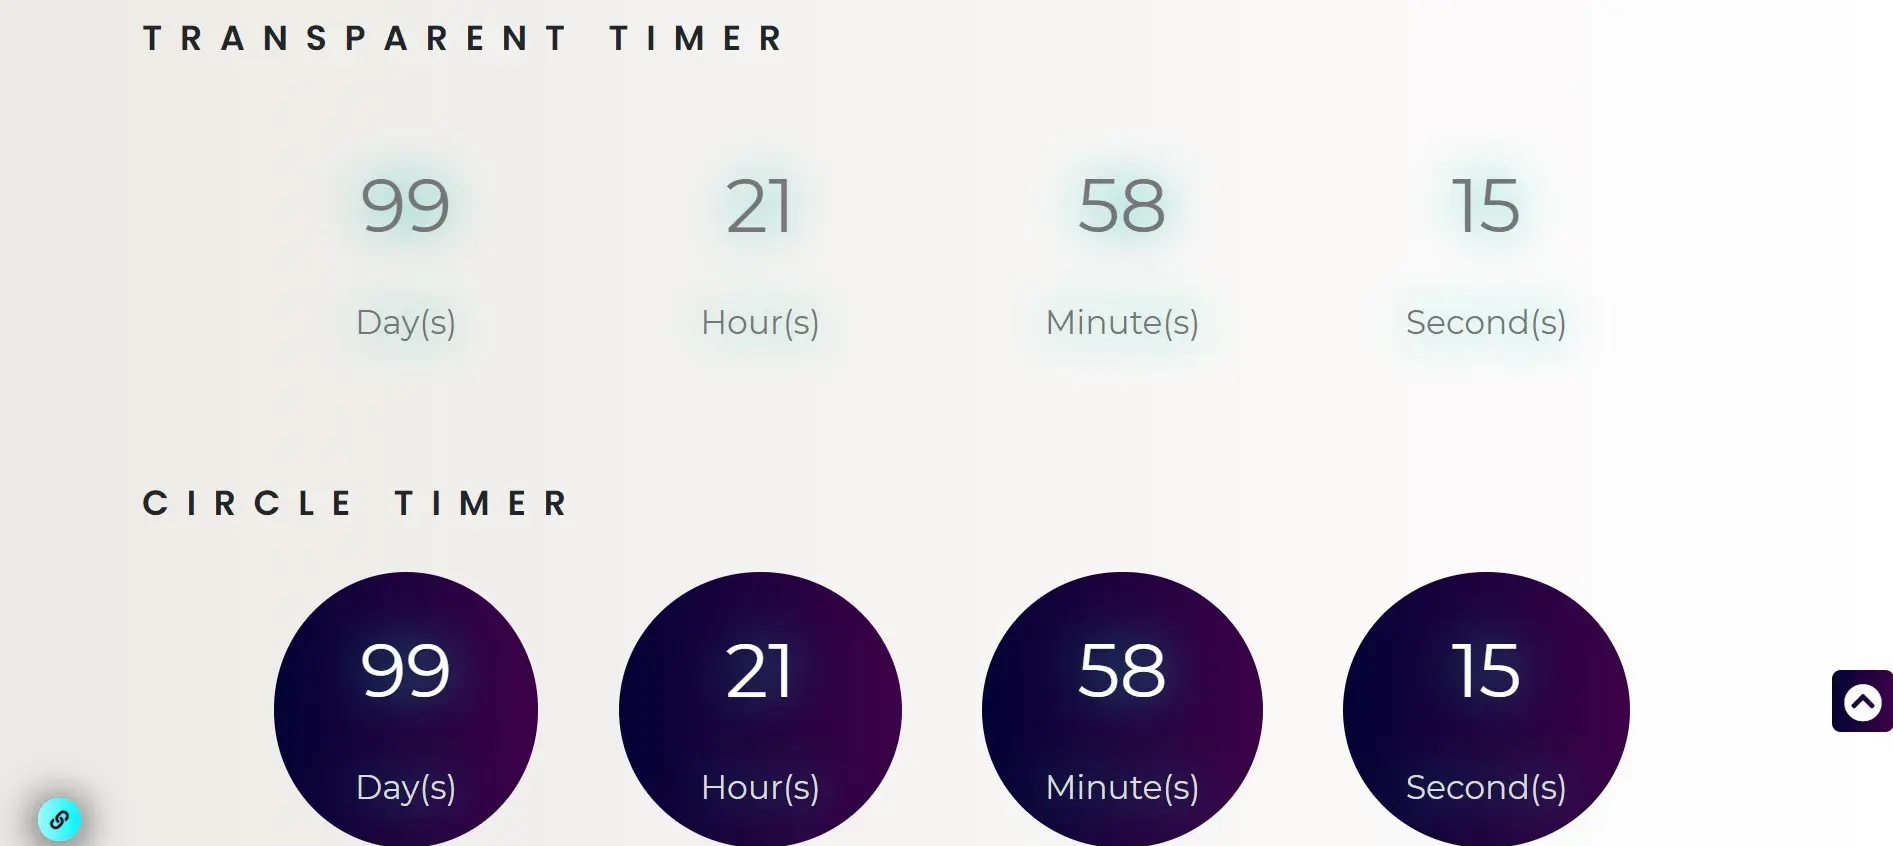 TRANSPARENT TIMER
99 21 58 15
Day(s) Hour(s) Minute(s) Second(s)
CIRCLE TIMER
99 21 58 15
Day(s) Hour(s) Minute(s) Second(s)